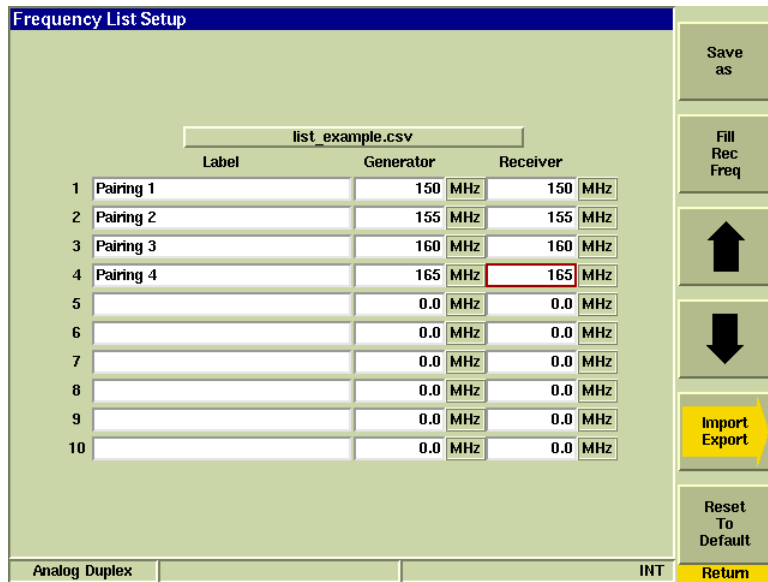 Frequency List Setup
list_example.csv
Label Generator Receiver
1 Pairing 1 150 MHz 150 MHz
2 Pairing 2 155 MHz 155 MHz
3 Pairing 3 160 MHz 160 MHz
4 Pairing 4 165 MHz 165 MHz
5 0.0 MHz 0.0 MHz
6 0.0 MHz 0.0 MHz
7 0.0 MHz 0.0 MHz
8 0.0 MHz 0.0 MHz
9 0.0 MHz 0.0 MHz
10 0.0 MHz 0.0 MHz
Analog Duplex INT
Save
as
Fill
Rec
Freq
Import
Export
Reset
To
Default
Return